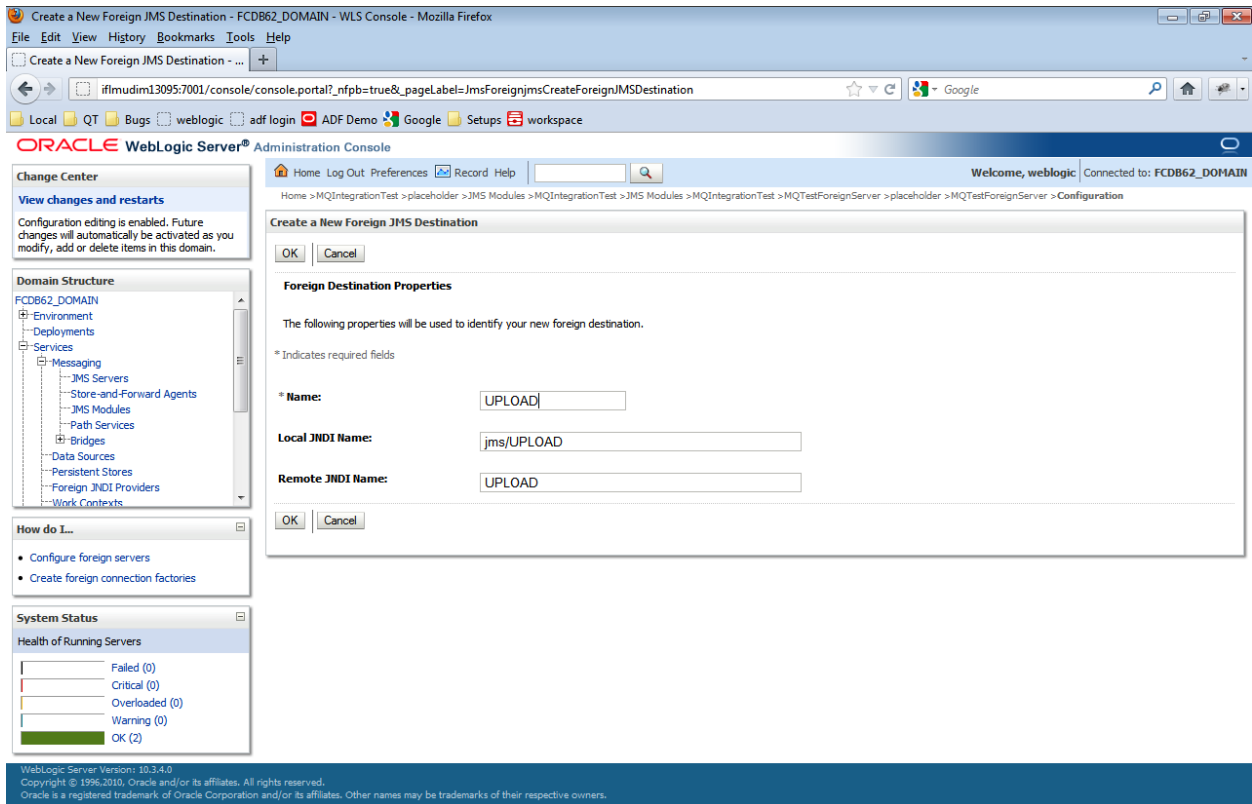 Create a New Foreign JMS Destination - FCDB62_DOMAIN - WLS Console - Mozilla Firefox
File Edit View History Bookmarks Tools Help
Create a New Foreign JMS Destination - ... +
iflmudim13095:7001/console/console.portal?_nfpb=true&_pageLabel=JmsForeignjmsCreateForeignJMSDestination
Google
Local QT Bugs weblogic adf login ADF Demo Google Setups workspace
ORACLE WebLogic Server® Administration Console
Change Center
View changes and restarts
Configuration editing is enabled. Future
changes will automatically be activated as you
modify, add or delete items in this domain.
Domain Structure
FCDB62_DOMAIN
Environment
Deployments
Services
Messaging
JMS Servers
Store-and-Forward Agents
JMS Modules
Path Services
Bridges
Data Sources
Persistent Stores
Foreign JNDI Providers
Work Contexts
How do I...
Configure foreign servers
Create foreign connection factories
System Status
Health of Running Servers
Failed (0)
Critical (0)
Overloaded (0)
Warning (0)
OK (2)
Home Log Out Preferences Record Help
Welcome, weblogic Connected to: FCDB62_DOMAIN
Home >MQIntegrationTest >placeholder >JMS Modules >MQIntegrationTest >JMS Modules >MQIntegrationTest >MQTestForeignServer >placeholder >MQTestForeignServer >Configuration
Create a New Foreign JMS Destination
OK Cancel
Foreign Destination Properties
The following properties will be used to identify your new foreign destination.
* Indicates required fields
* Name: UPLOAD
Local JNDI Name: jms/UPLOAD
Remote JNDI Name: UPLOAD
OK Cancel
WebLogic Server Version: 10.3.4.0
Copyright © 1996,2010, Oracle and/or its affiliates. All rights reserved.
Oracle is a registered trademark of Oracle Corporation and/or its affiliates. Other names may be trademarks of their respective owners.